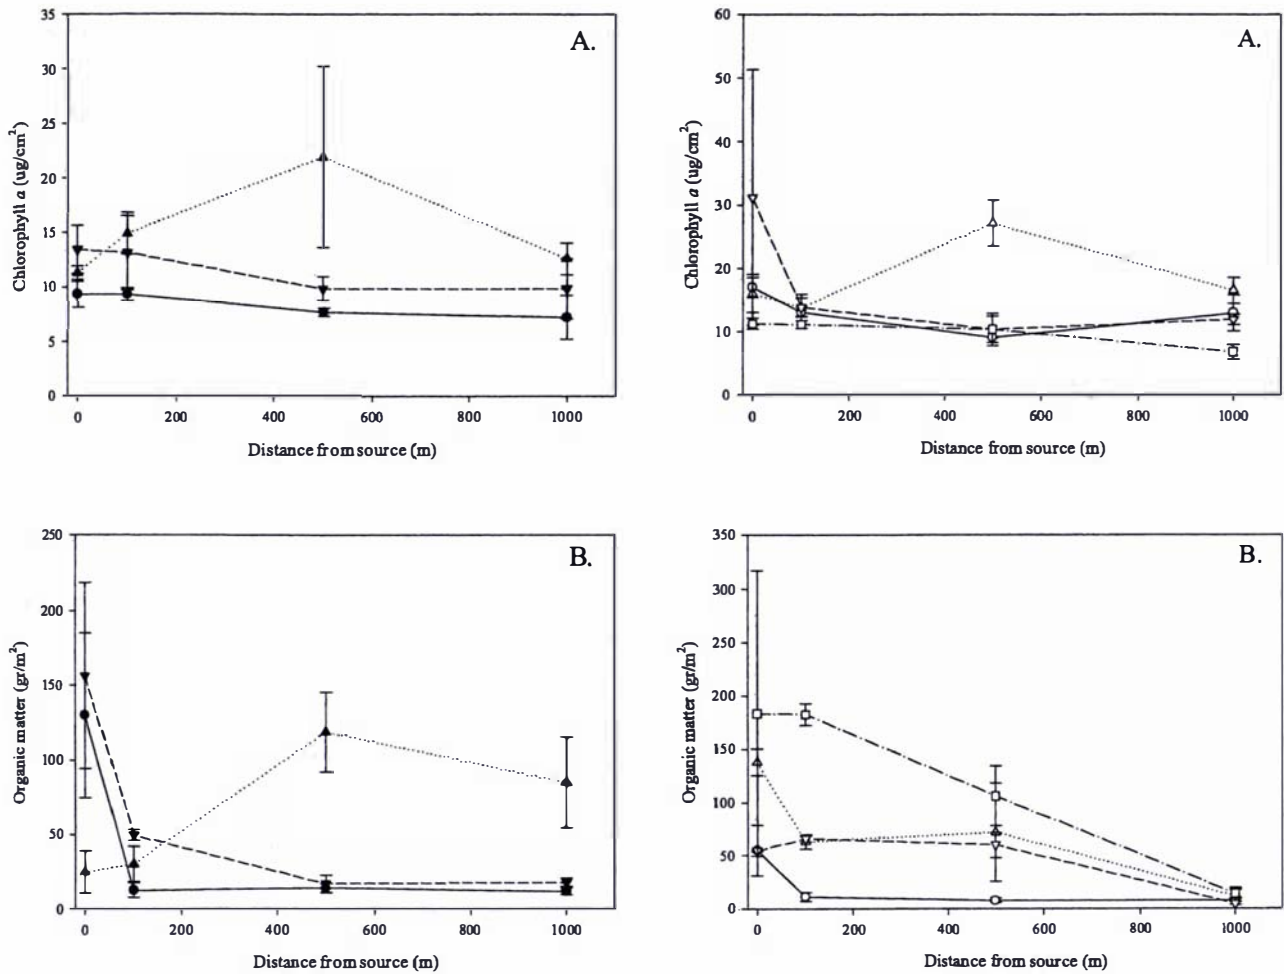 A.
35
30
25
20
15
10
5
0
Chlorophyll a (ug/cm²)
0 200 400 600 800 1000
Distance from source (m)
A.
60
50
40
30
20
10
0
Chlorophyll a (ug/cm²)
0 200 400 600 800 1000
Distance from source (m)
B.
250
200
150
100
50
0
Organic matter (gr/m²)
0 200 400 600 800 1000
Distance from source (m)
B.
350
300
250
200
150
100
50
0
Organic matter (gr/m²)
0 200 400 600 800 1000
Distance from source (m)